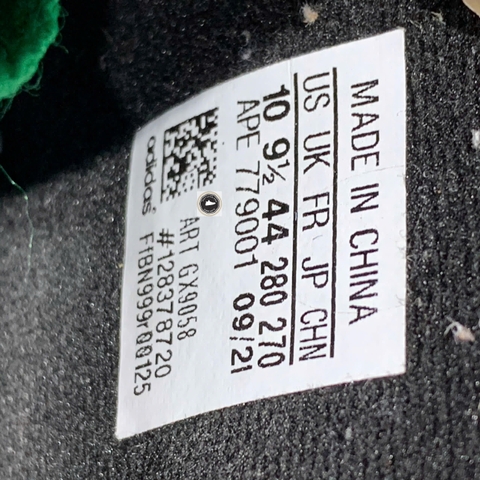 MADE IN CHINA
US UK FR JP CHN
10 9½ 44 280 270
APE 779001 09/21
ART GX9058
#128378720
FIBN999r00125
adidas